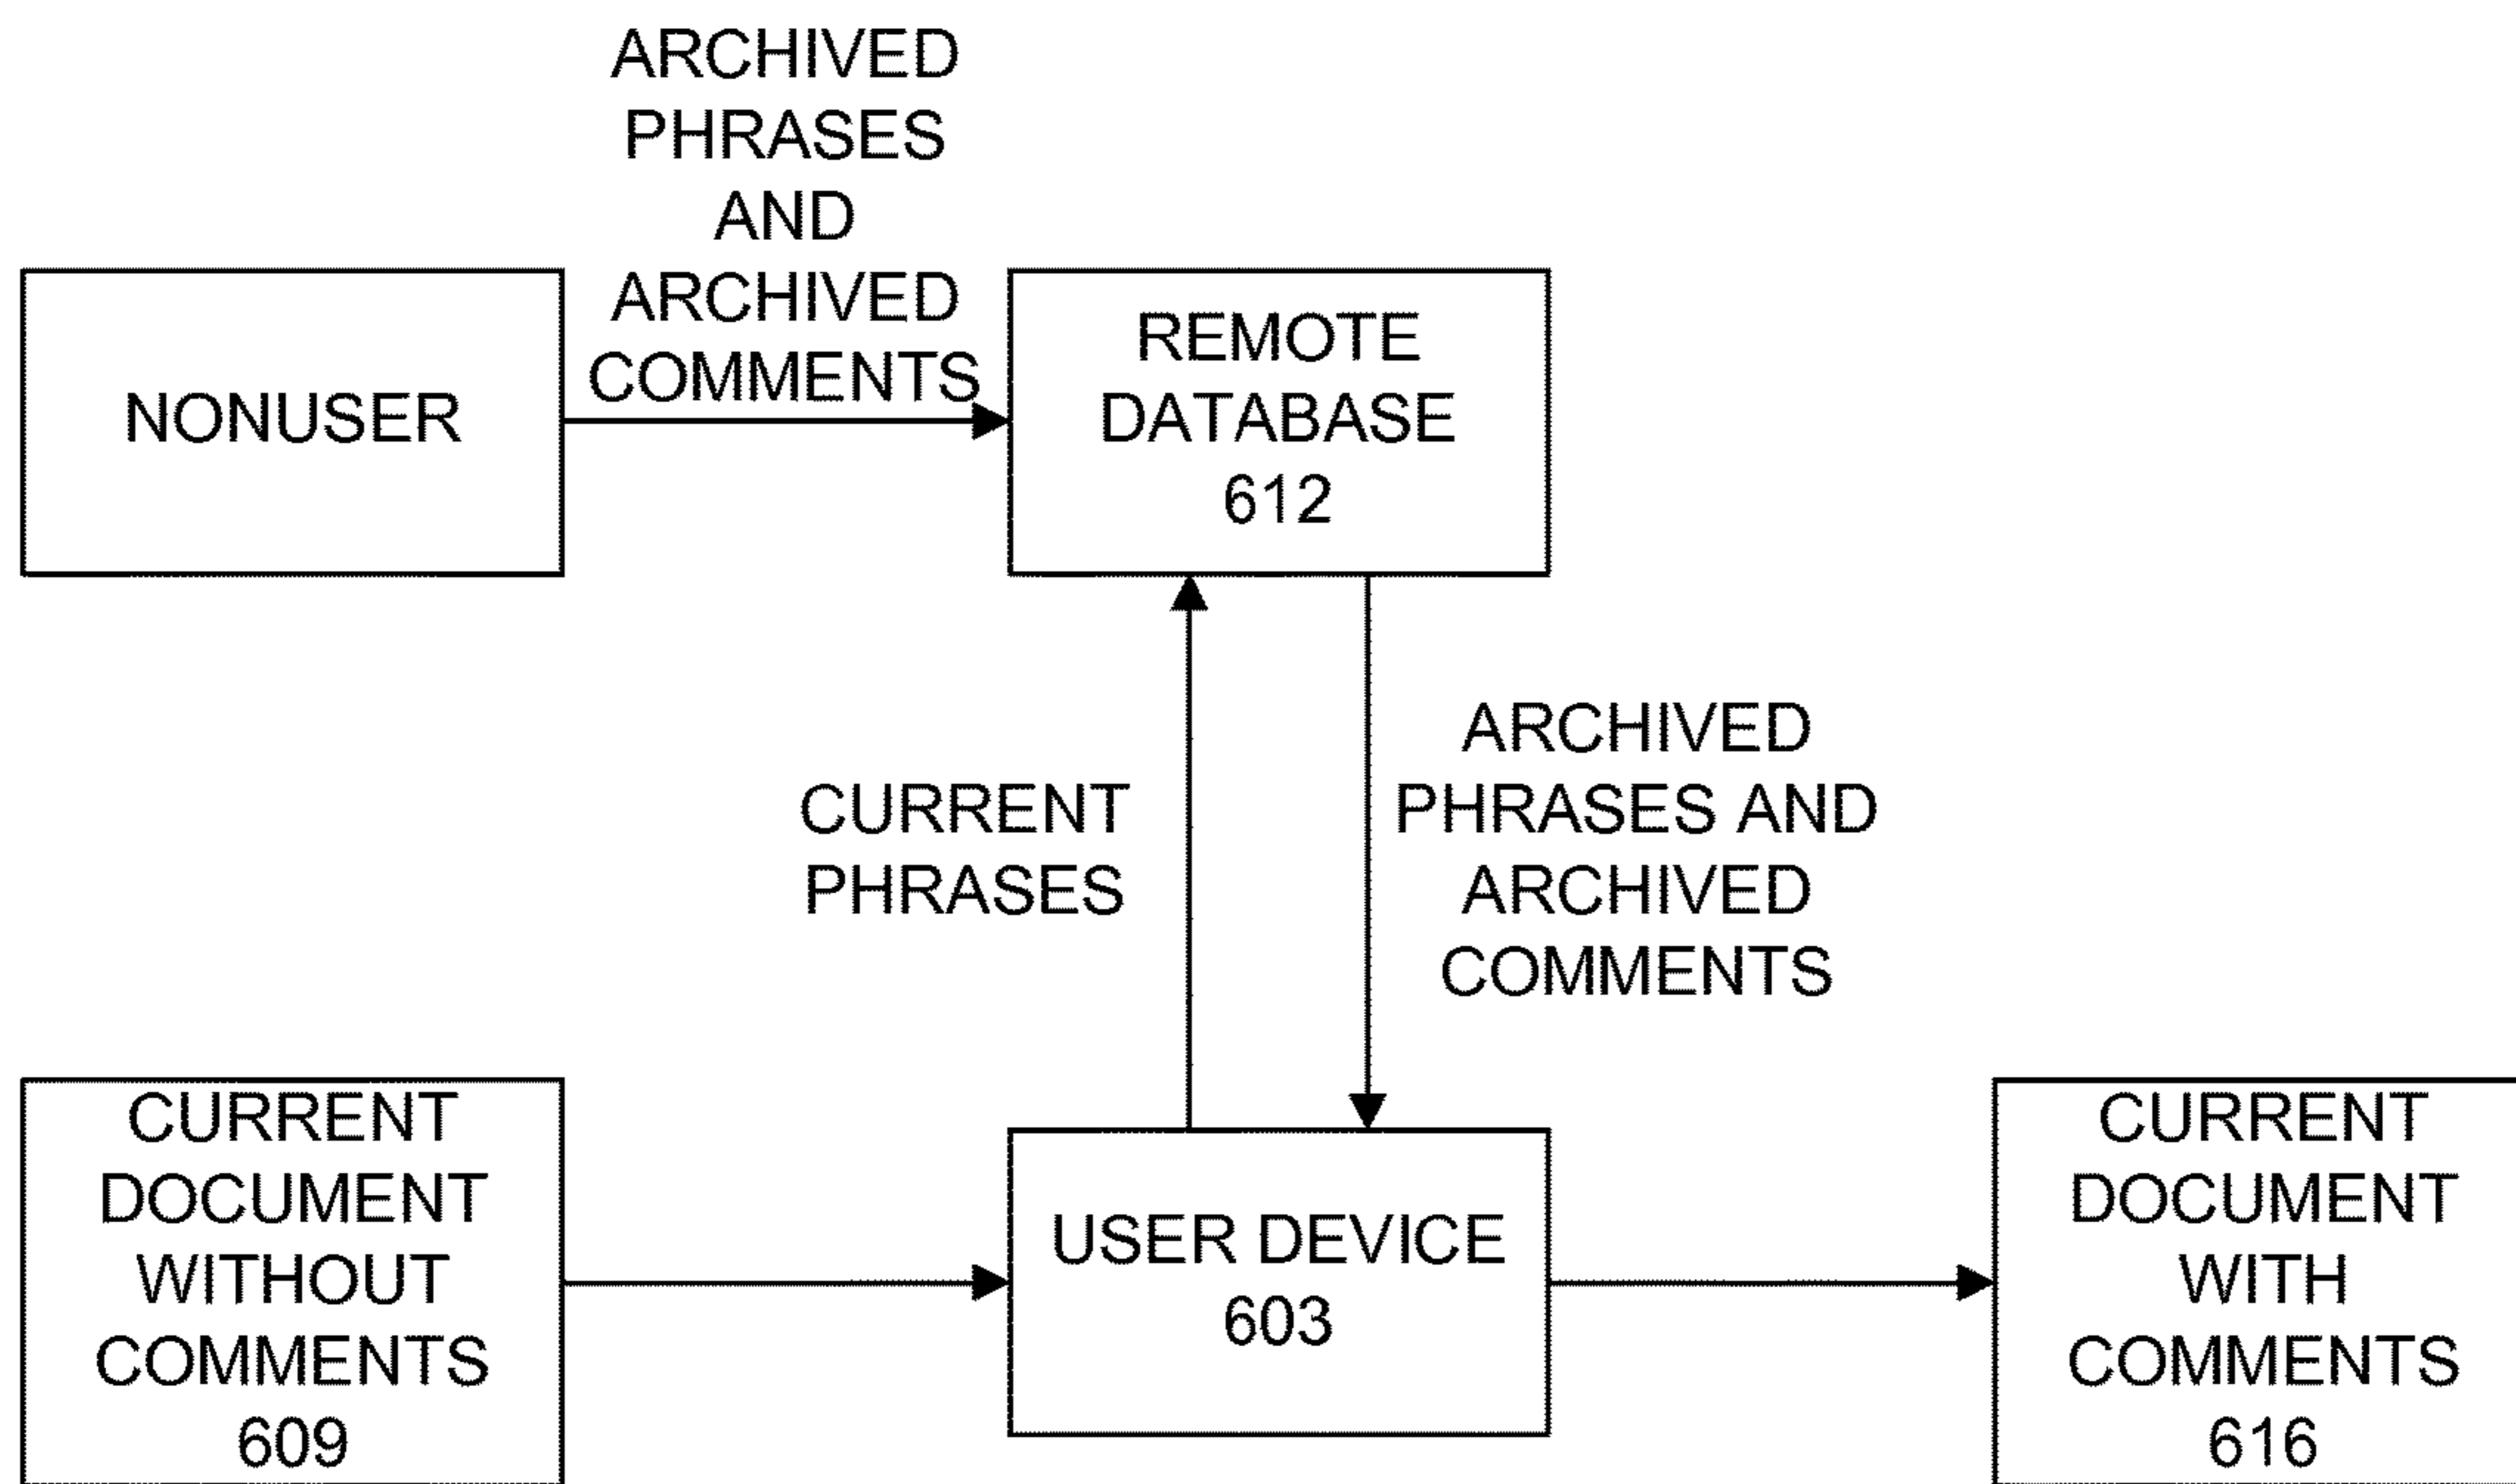 ARCHIVED
PHRASES
AND
ARCHIVED
COMMENTS
NONUSER
REMOTE
DATABASE
612
CURRENT
PHRASES
ARCHIVED
PHRASES AND
ARCHIVED
COMMENTS
CURRENT
DOCUMENT
WITHOUT
COMMENTS
609
USER DEVICE
603
CURRENT
DOCUMENT
WITH
COMMENTS
616